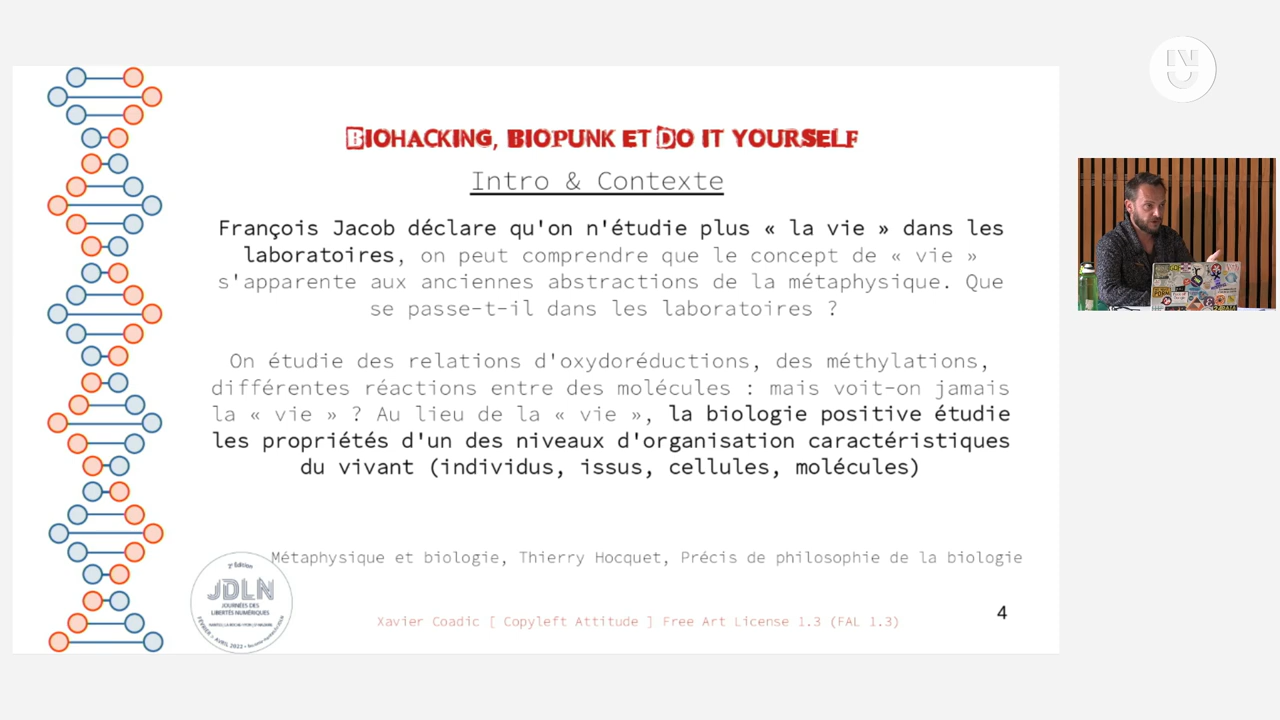 BIOHACKING, BIOPUNK ET DO IT YOURSELF
Intro & Contexte
François Jacob déclare qu'on n'étudie plus « la vie » dans les
laboratoires, on peut comprendre que le concept de « vie »
s'apparente aux anciennes abstractions de la métaphysique. Que
se passe-t-il dans les laboratoires ?
On étudie des relations d'oxydoréductions, des méthylations,
différentes réactions entre des molécules : mais voit-on jamais
la « vie » ? Au lieu de la « vie », la biologie positive étudie
les propriétés d'un des niveaux d'organisation caractéristiques
du vivant (individus, issus, cellules, molécules)
Métaphysique et biologie, Thierry Hocquet, Précis de philosophie de la biologie
JDLN
JOURNÉES DES
LIBERTÉS NUMÉRIQUES
FÉVRIER > AVRIL 2022
Xavier Coadic [ Copyleft Attitude ] Free Art License 1.3 (FAL 1.3)
4